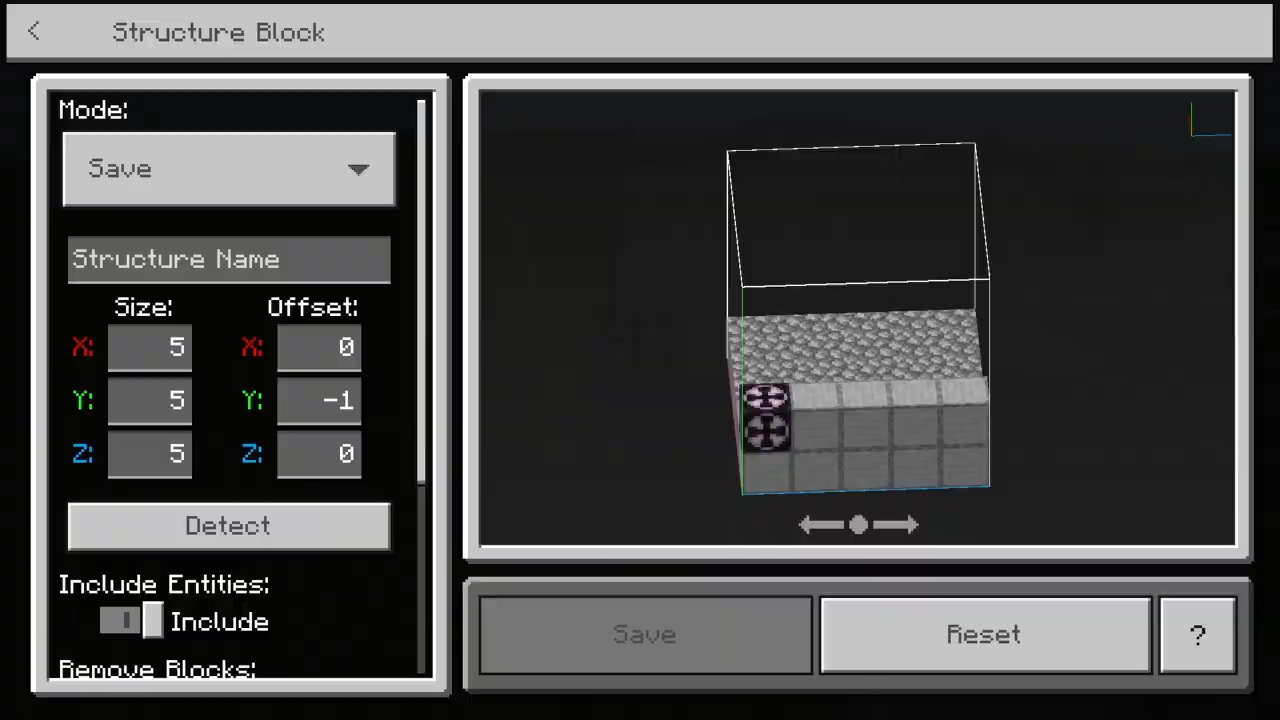 Structure Block
Mode:
Save
Structure Name
Size: Offset:
X: 5 X: 0
Y: 5 Y: -1
Z: 5 Z: 0
Detect
Include Entities:
Include
Remove Blocks:
Save Reset ?